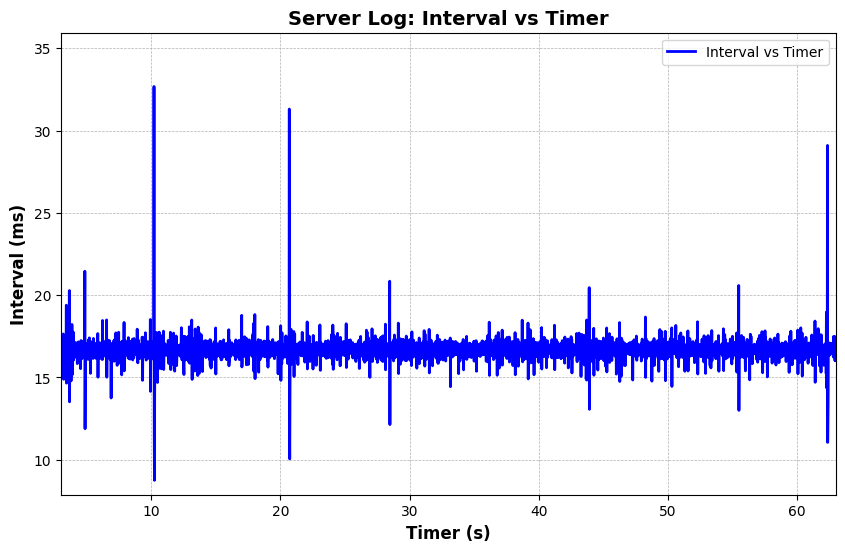 Server Log: Interval vs Timer
Interval vs Timer
35
30
25
20
15
10
Interval (ms)
10 20 30 40 50 60
Timer (s)